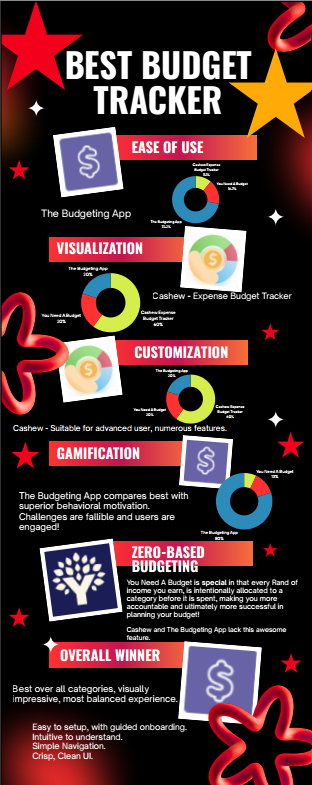 BEST BUDGET
TRACKER
EASE OF USE
Cashew-Expense
Budget Tracker
You Need A Budget
The Budgeting App
The Budgeting App
VISUALIZATION
The Budgeting App
20%
You Need A Budget
20%
Cashew-Expense
Budget Tracker
60%
Cashew - Expense Budget Tracker
CUSTOMIZATION
The Budgeting App
20%
You Need A Budget
20%
Cashew-Expense
Budget Tracker
60%
Cashew - Suitable for advanced user, numerous features.
GAMIFICATION
You Need A Budget
The Budgeting App
80%
The Budgeting App compares best with
superior behavioral motivation.
Challenges are fallible and users are
engaged!
ZERO-BASED
BUDGETING
You Need A Budget is special in that every Rand of
income you earn, is intentionally allocated to a
category before it is spent, making you more
accountable and ultimately more successful in
planning your budget!
Cashew and The Budgeting App lack this awesome
feature.
OVERALL WINNER
Best over all categories, visually
impressive, most balanced experience.
Easy to setup, with guided onboarding.
Intuitive to understand.
Simple Navigation.
Crisp, Clean UI.